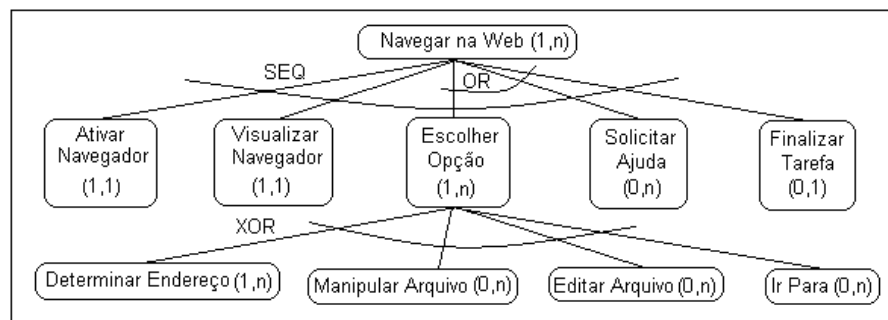 Navegar na Web (1,n)
SEQ
OR
Ativar
Navegador
(1,1)
Visualizar
Navegador
(1,1)
Escolher
Opção
(1,n)
Solicitar
Ajuda
(0,n)
Finalizar
Tarefa
(0,1)
XOR
Determinar Endereço (1,n)
Manipular Arquivo (0,n)
Editar Arquivo (0,n)
Ir Para (0,n)